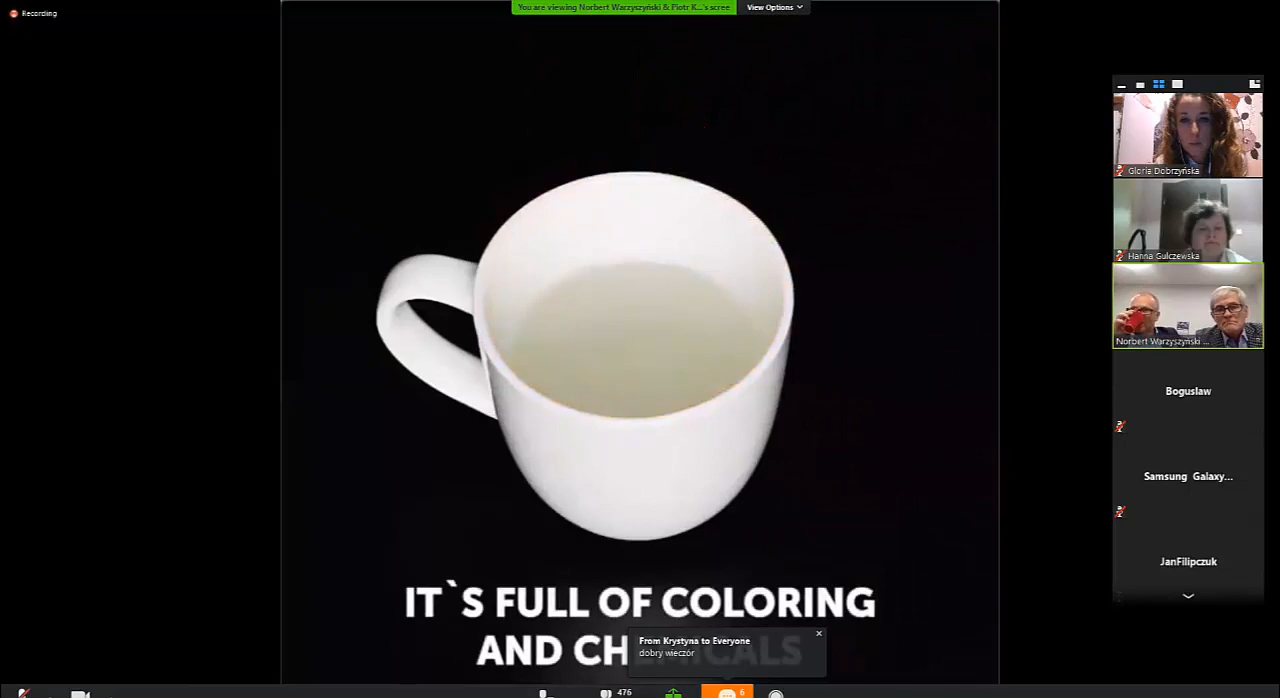 Recording
You are viewing Norbert Warzyszyński & Piotr K...'s scree
View Options
Gloria Dobrzyńska
Hanna Gulczewska
Norbert Warzyszyński ...
Boguslaw
Samsung Galaxy...
JanFilipczuk
IT`S FULL OF COLORING
AND CHEMICALS
From Krystyna to Everyone
dobry wieczór
476
6